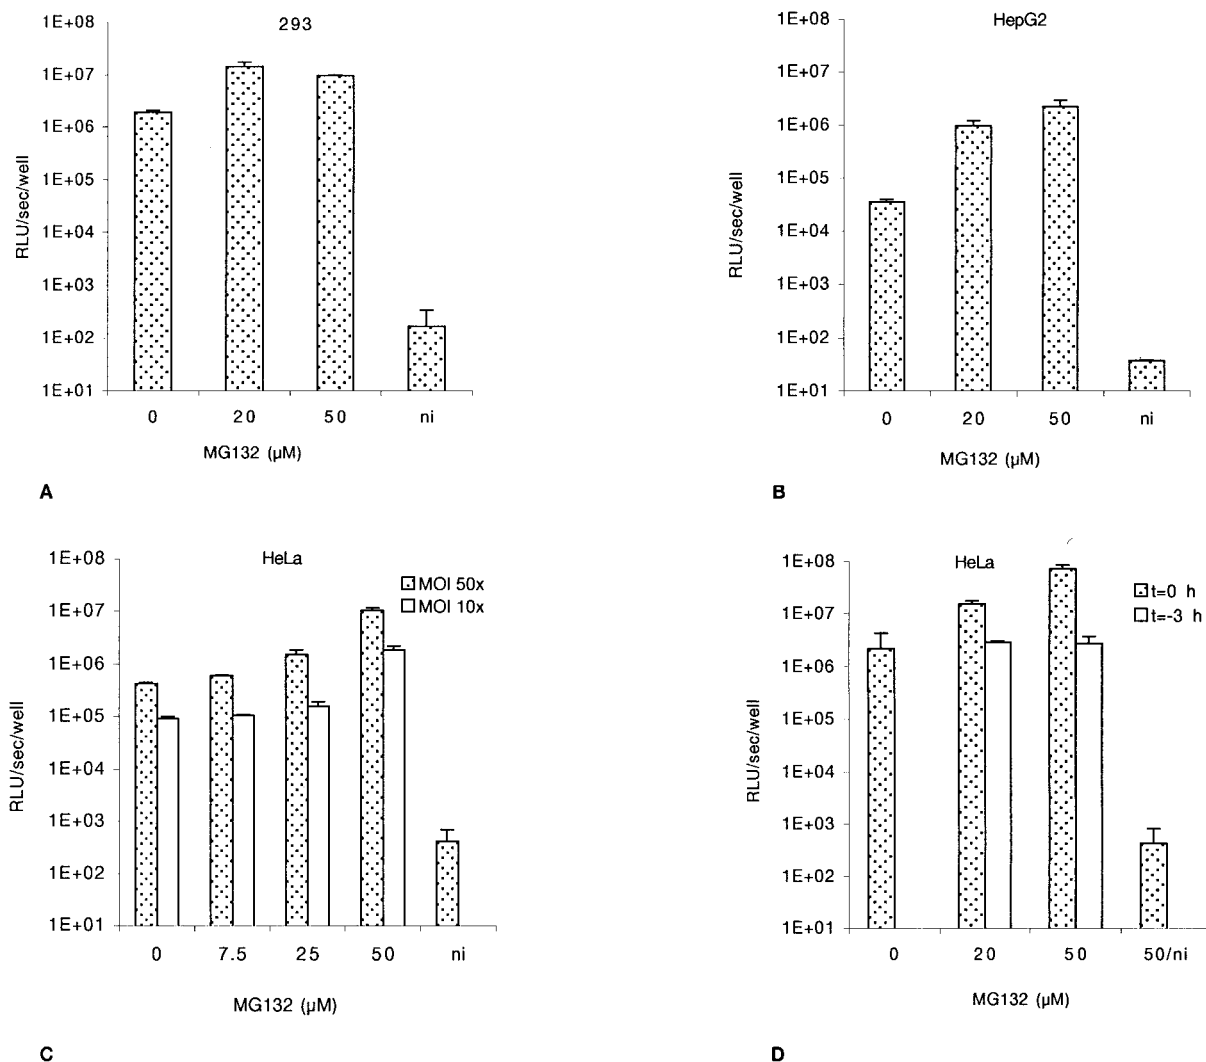 293
1E+08
1E+07
1E+06
1E+05
1E+04
1E+03
1E+02
1E+01
RLU/sec/well
0 20 50 ni
MG132 (µM)
A
HepG2
1E+08
1E+07
1E+06
1E+05
1E+04
1E+03
1E+02
1E+01
RLU/sec/well
0 20 50 ni
MG132 (µM)
B
HeLa
MOI 50x
MOI 10x
1E+08
1E+07
1E+06
1E+05
1E+04
1E+03
1E+02
1E+01
RLU/sec/well
0 7.5 25 50 ni
MG132 (µM)
C
HeLa
t=0 h
t=-3 h
1E+08
1E+07
1E+06
1E+05
1E+04
1E+03
1E+02
1E+01
RLU/sec/well
0 20 50 50/ni
MG132 (µM)
D